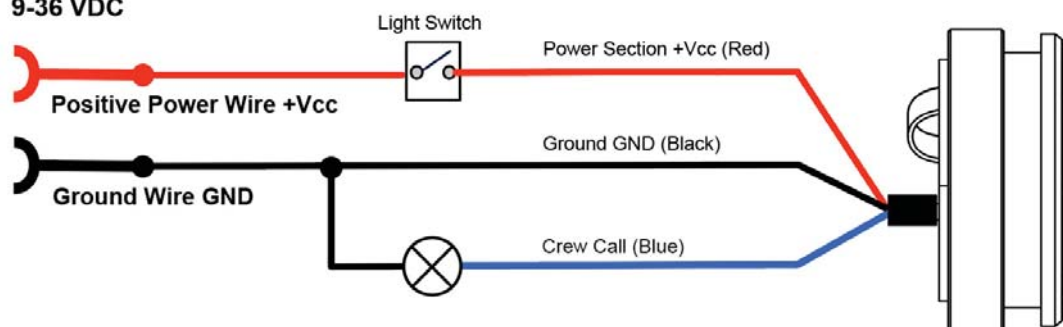 9-36 VDC
Light Switch
Power Section +Vcc (Red)
Positive Power Wire +Vcc
Ground GND (Black)
Ground Wire GND
Crew Call (Blue)